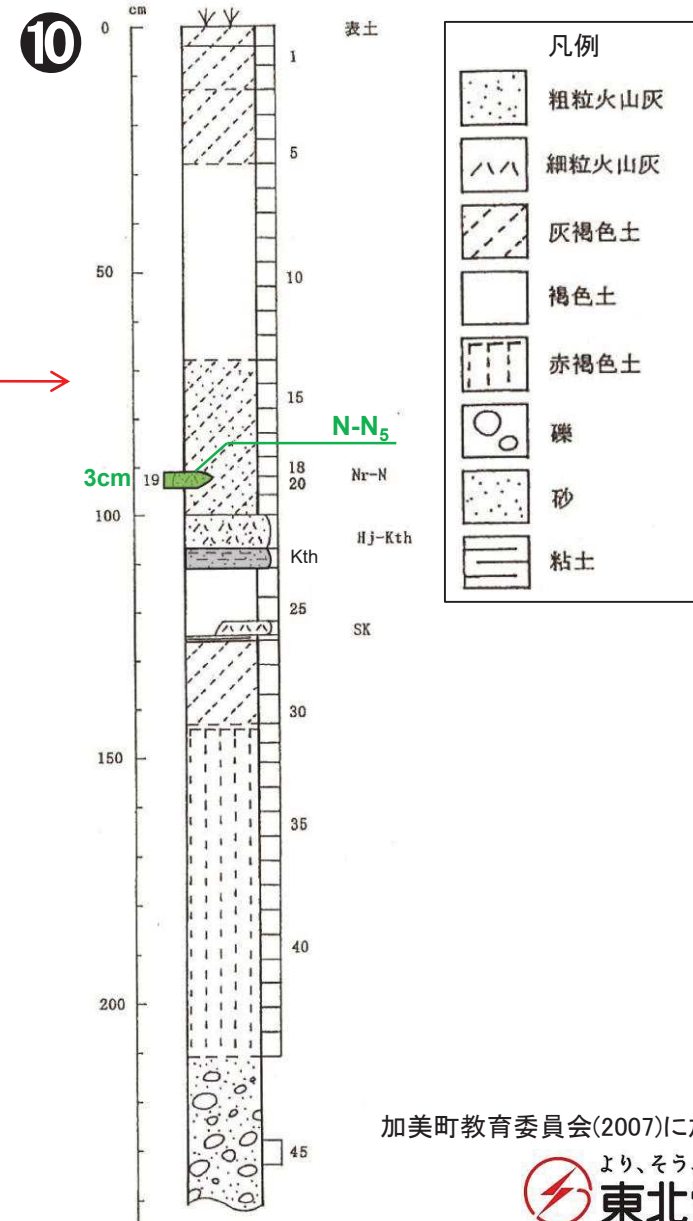 ❿
cm
0
表土
1
5
50
10
15
N-N₅
3cm
19
18
20
Nr-N
100
Hj-Kth
Kth
25
SK
30
150
35
40
200
45
凡例
粗粒火山灰
細粒火山灰
灰褐色土
褐色土
赤褐色土
礫
砂
粘土
加美町教育委員会(2007)に
より、そう
東北